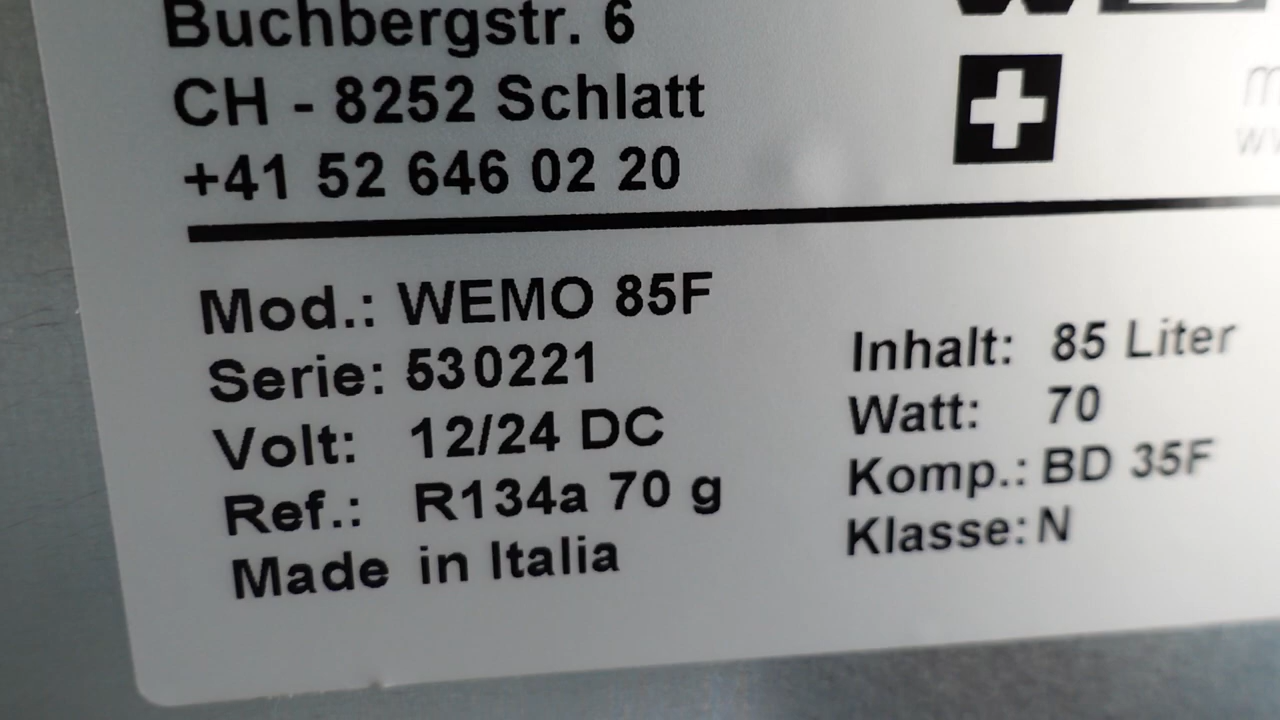 Buchbergstr. 6
CH - 8252 Schlatt
+41 52 646 02 20
Mod.: WEMO 85F
Serie: 530221
Volt: 12/24 DC
Ref.: R134a 70 g
Made in Italia
Inhalt: 85 Liter
Watt: 70
Komp.: BD 35F
Klasse: N